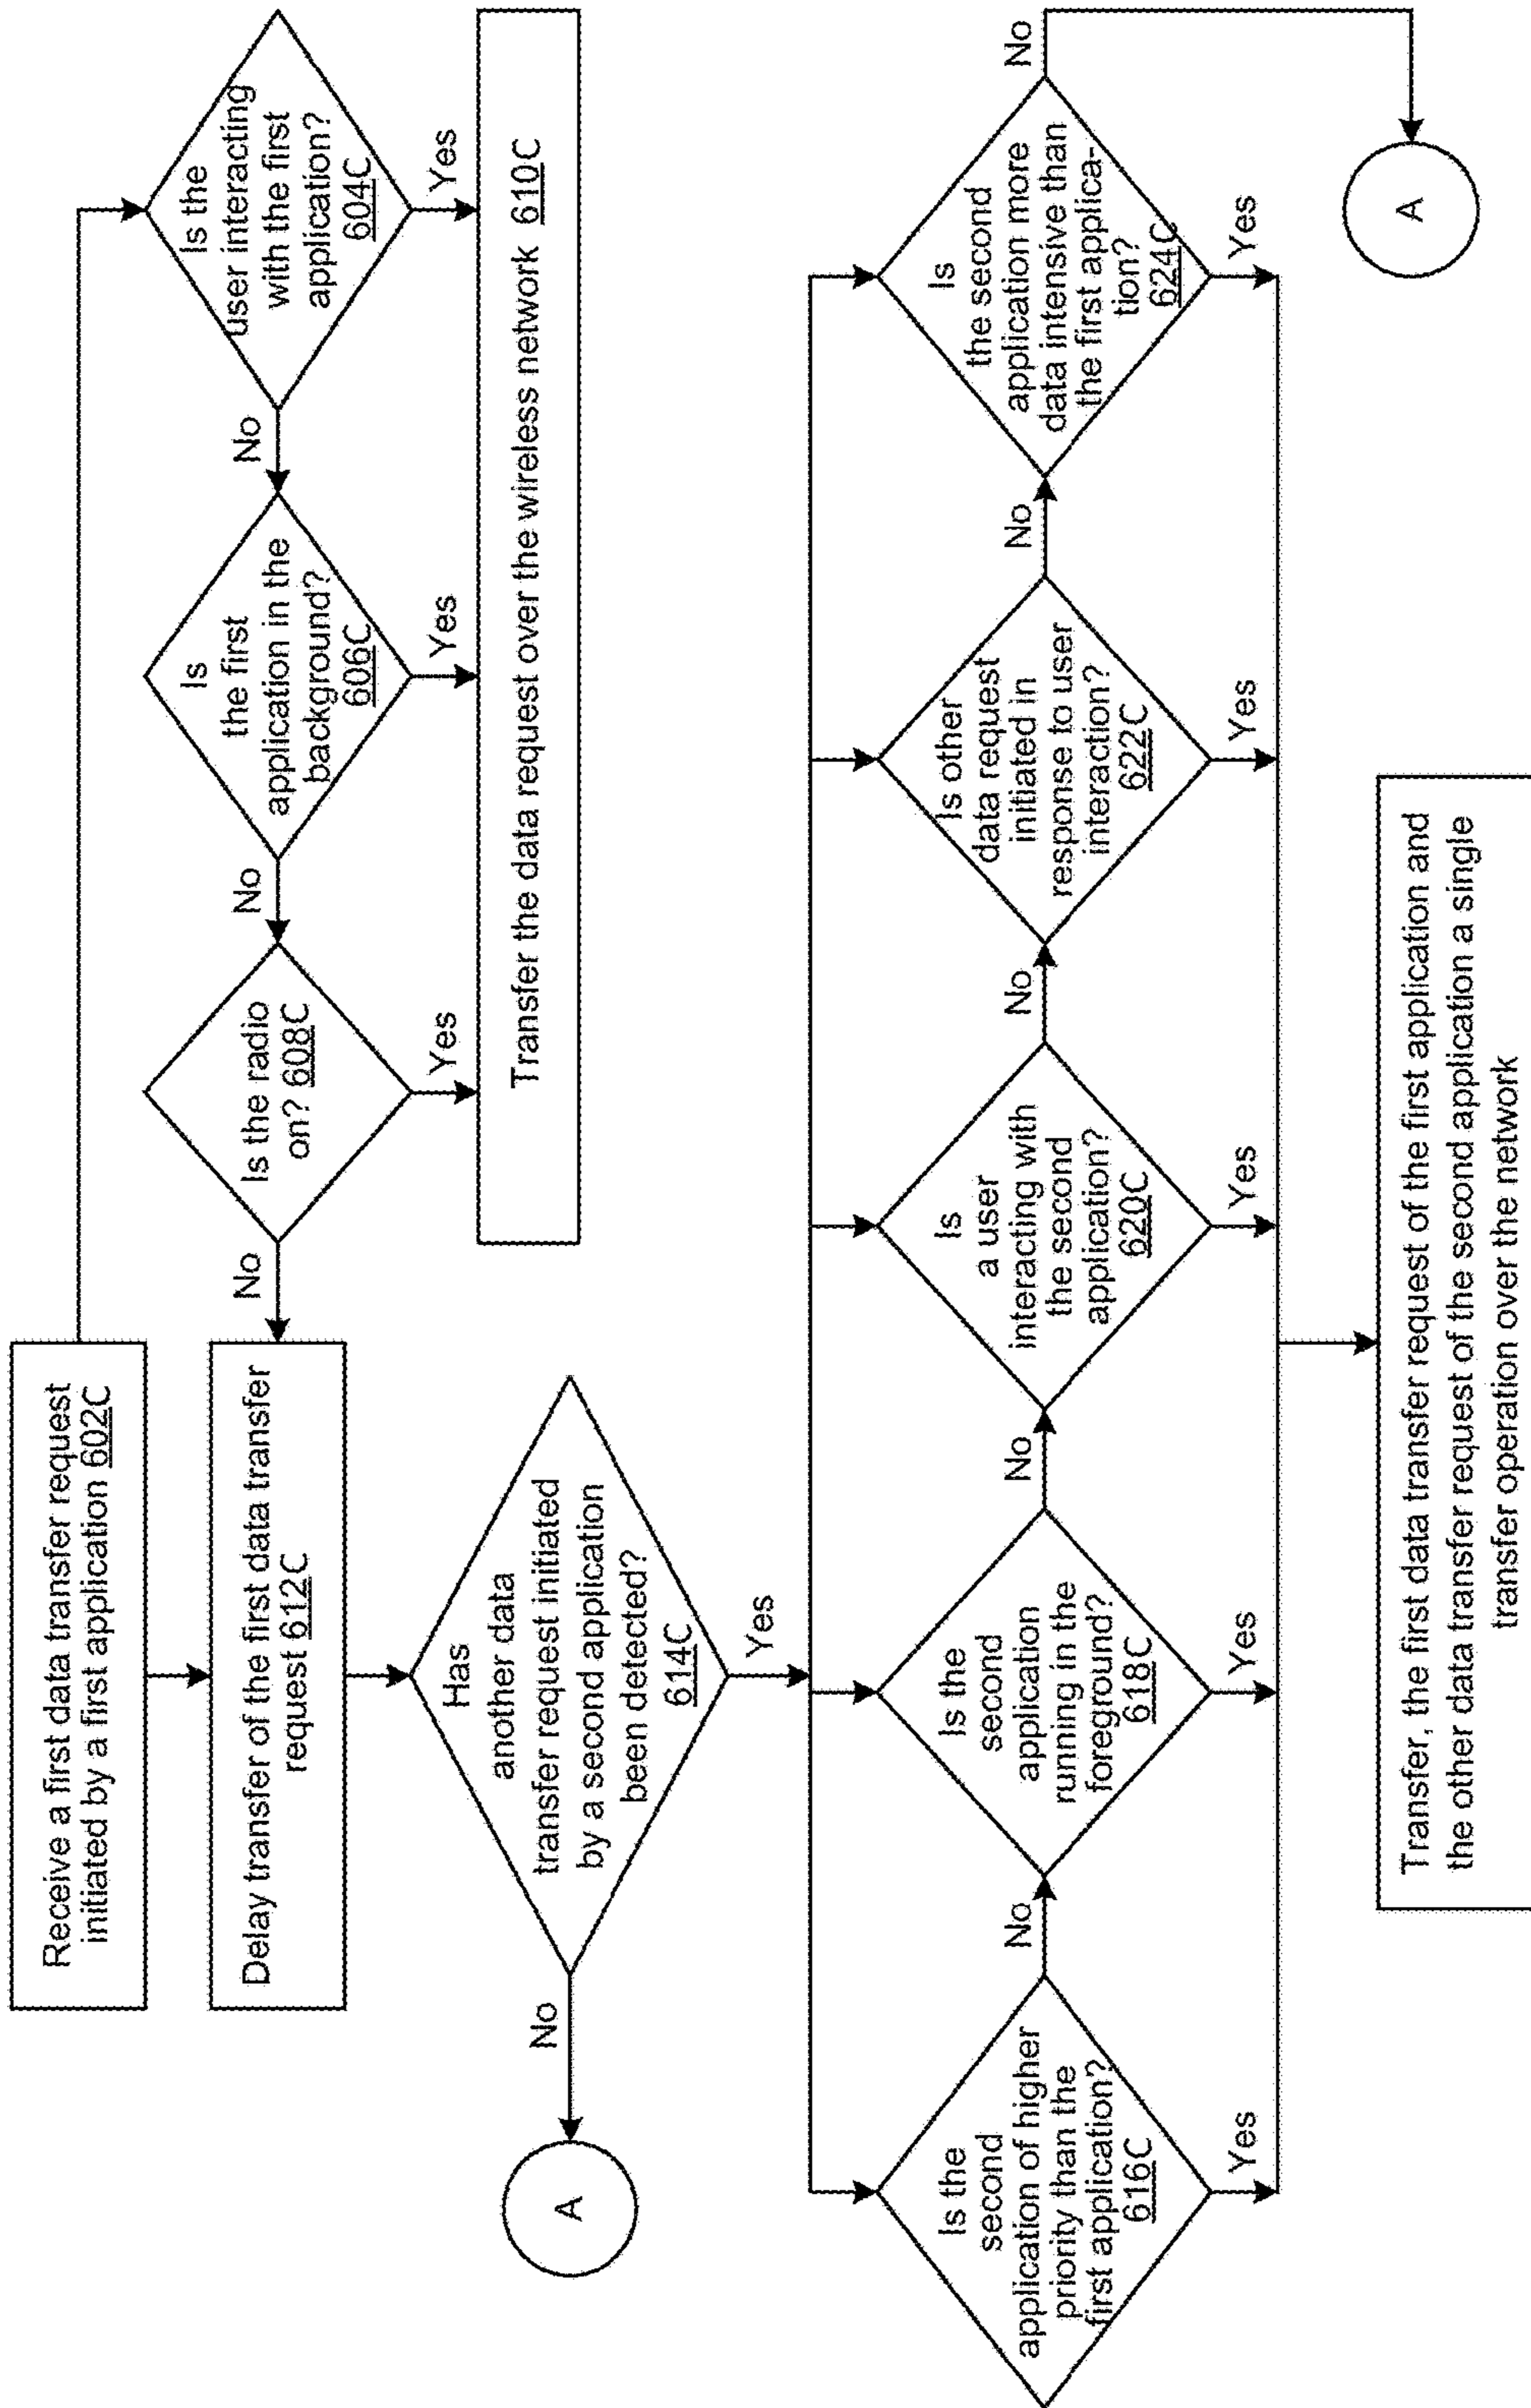 Receive a first data transfer request
initiated by a first application 602C
Is the
user interacting
with the first
application?
604C
No
Yes
Is
the first
application in the
background?
606C
No
Yes
Is the radio
on? 608C
No
Yes
Transfer the data request over the wireless network 610C
Delay transfer of the first data transfer
request 612C
Has
another data
transfer request initiated
by a second application
been detected?
614C
No
A
Yes
Is the
second
application of higher
priority than the
first application?
616C
No
Yes
Is the
second
application
running in the
foreground?
618C
No
Yes
Is
a user
interacting with
the second
application?
620C
No
Yes
Is other
data request
initiated in
response to user
interaction?
622C
No
Yes
Is
the second
application more
data intensive than
the first applica-
tion?
624C
No
Yes
A
Transfer, the first data transfer request of the first application and
the other data transfer request of the second application a single
transfer operation over the network